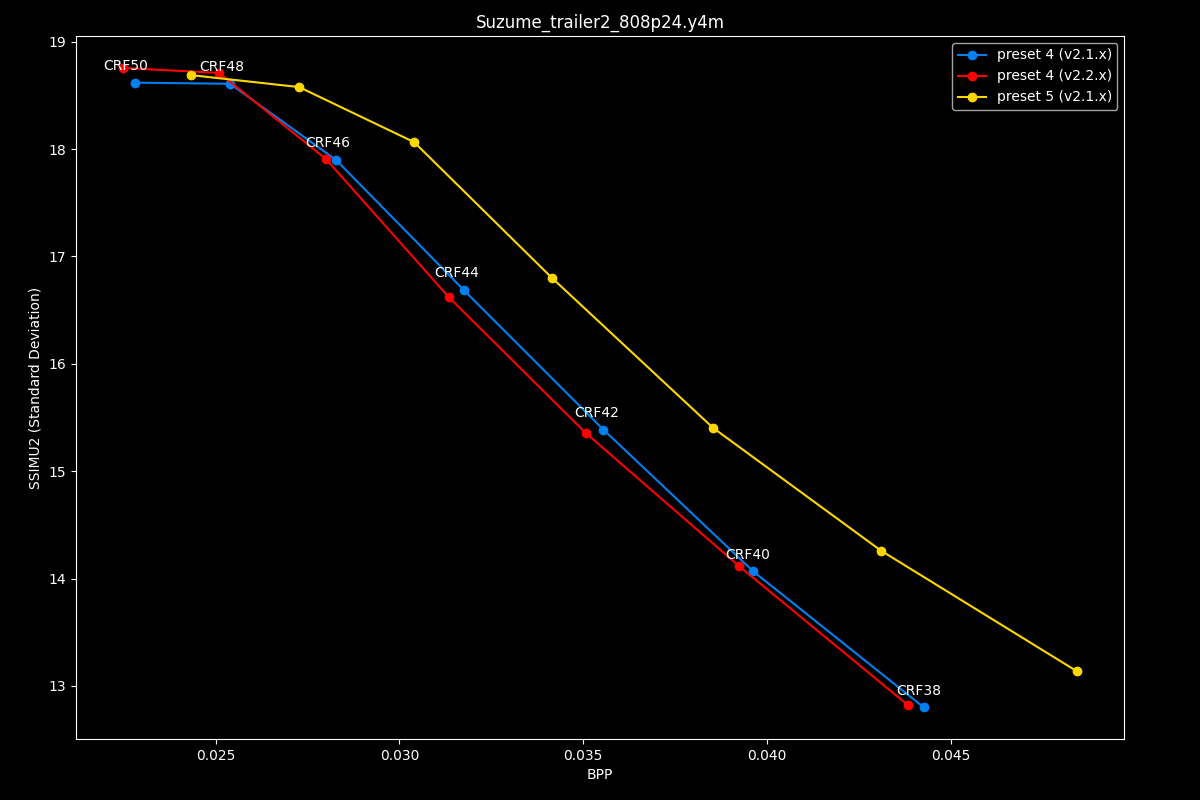 Suzume_trailer2_808p24.y4m
preset 4 (v2.1.x)
preset 4 (v2.2.x)
preset 5 (v2.1.x)
CRF50
CRF48
CRF46
CRF44
CRF42
CRF40
CRF38
19
18
17
16
15
14
13
SSIMU2 (Standard Deviation)
0.025
0.030
0.035
0.040
0.045
BPP